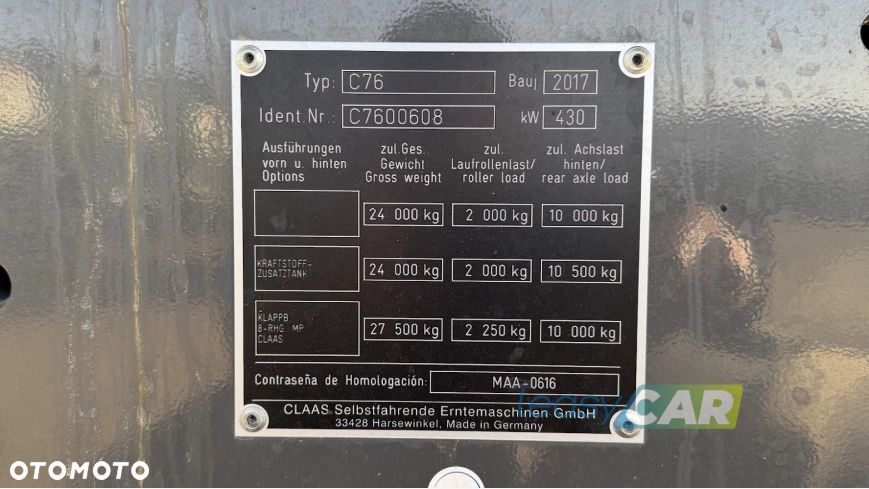 Typ: C76 Bauj. 2017
Ident.Nr.: C7600608 kW 430
Ausführungen
vorn u. hinten
Options
zul.Ges.
Gewicht
Gross weight
zul.
Laufrollenlast/
roller load
zul. Achslast
hinten/
rear axle load
24 000 kg 2 000 kg 10 000 kg
KRAFTSTOFF-
ZUSATZTANK
24 000 kg 2 000 kg 10 500 kg
KLAPPB.
8-RHG MP
CLAAS
27 500 kg 2 250 kg 10 000 kg
Contraseña de Homologación: MAA-0616
CLAAS Selbstfahrende Erntemaschinen GmbH
33428 Harsewinkel, Made in Germany
leasyCAR
OTOMOTO